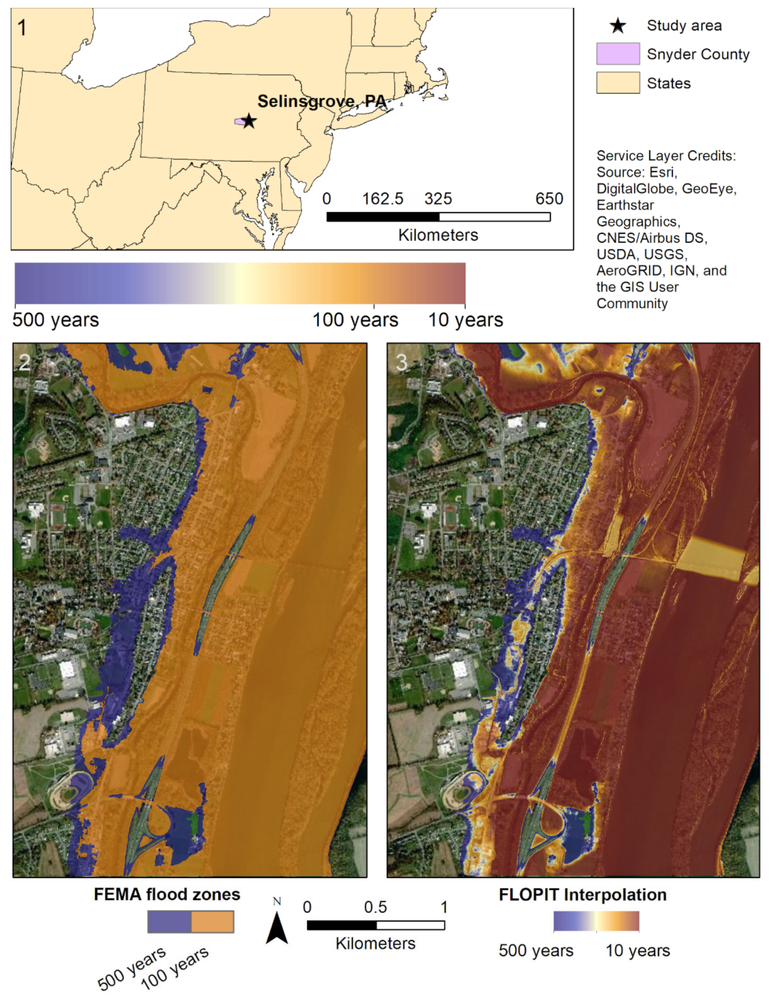 1
Selinsgrove, PA
0 162.5 325 650
Kilometers
Study area
Snyder County
States
Service Layer Credits:
Source: Esri,
DigitalGlobe, GeoEye,
Earthstar
Geographics,
CNES/Airbus DS,
USDA, USGS,
AeroGRID, IGN, and
the GIS User
Community
500 years 100 years 10 years
2
3
FEMA flood zones
500 years
100 years
N
0 0.5 1
Kilometers
FLOPIT Interpolation
500 years 10 years